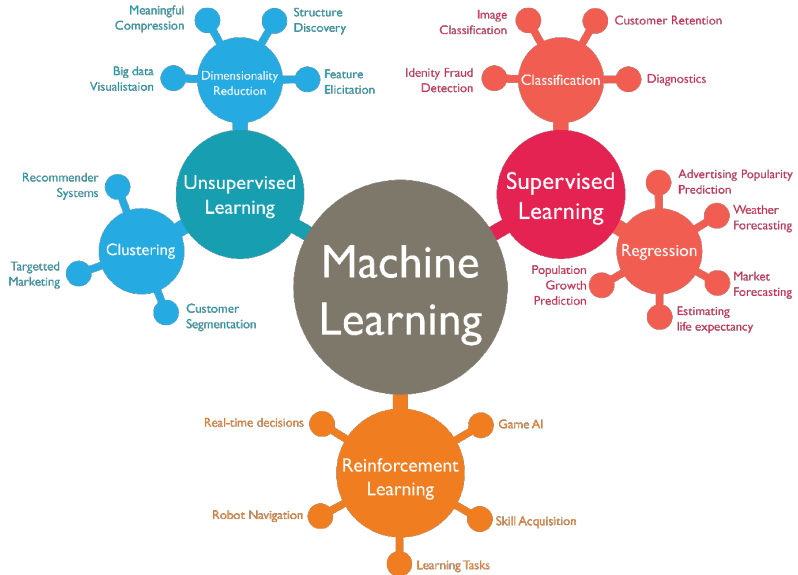 Meaningful
Compression
Structure
Discovery
Big data
Visualistaion
Dimensionality
Reduction
Feature
Elicitation
Unsupervised
Learning
Recommender
Systems
Clustering
Targetted
Marketing
Customer
Segmentation
Machine
Learning
Image
Classification
Customer Retention
Idenity Fraud
Detection
Classification
Diagnostics
Supervised
Learning
Advertising Popularity
Prediction
Weather
Forecasting
Regression
Population
Growth
Prediction
Market
Forecasting
Estimating
life expectancy
Real-time decisions
Game AI
Reinforcement
Learning
Robot Navigation
Skill Acquisition
Learning Tasks